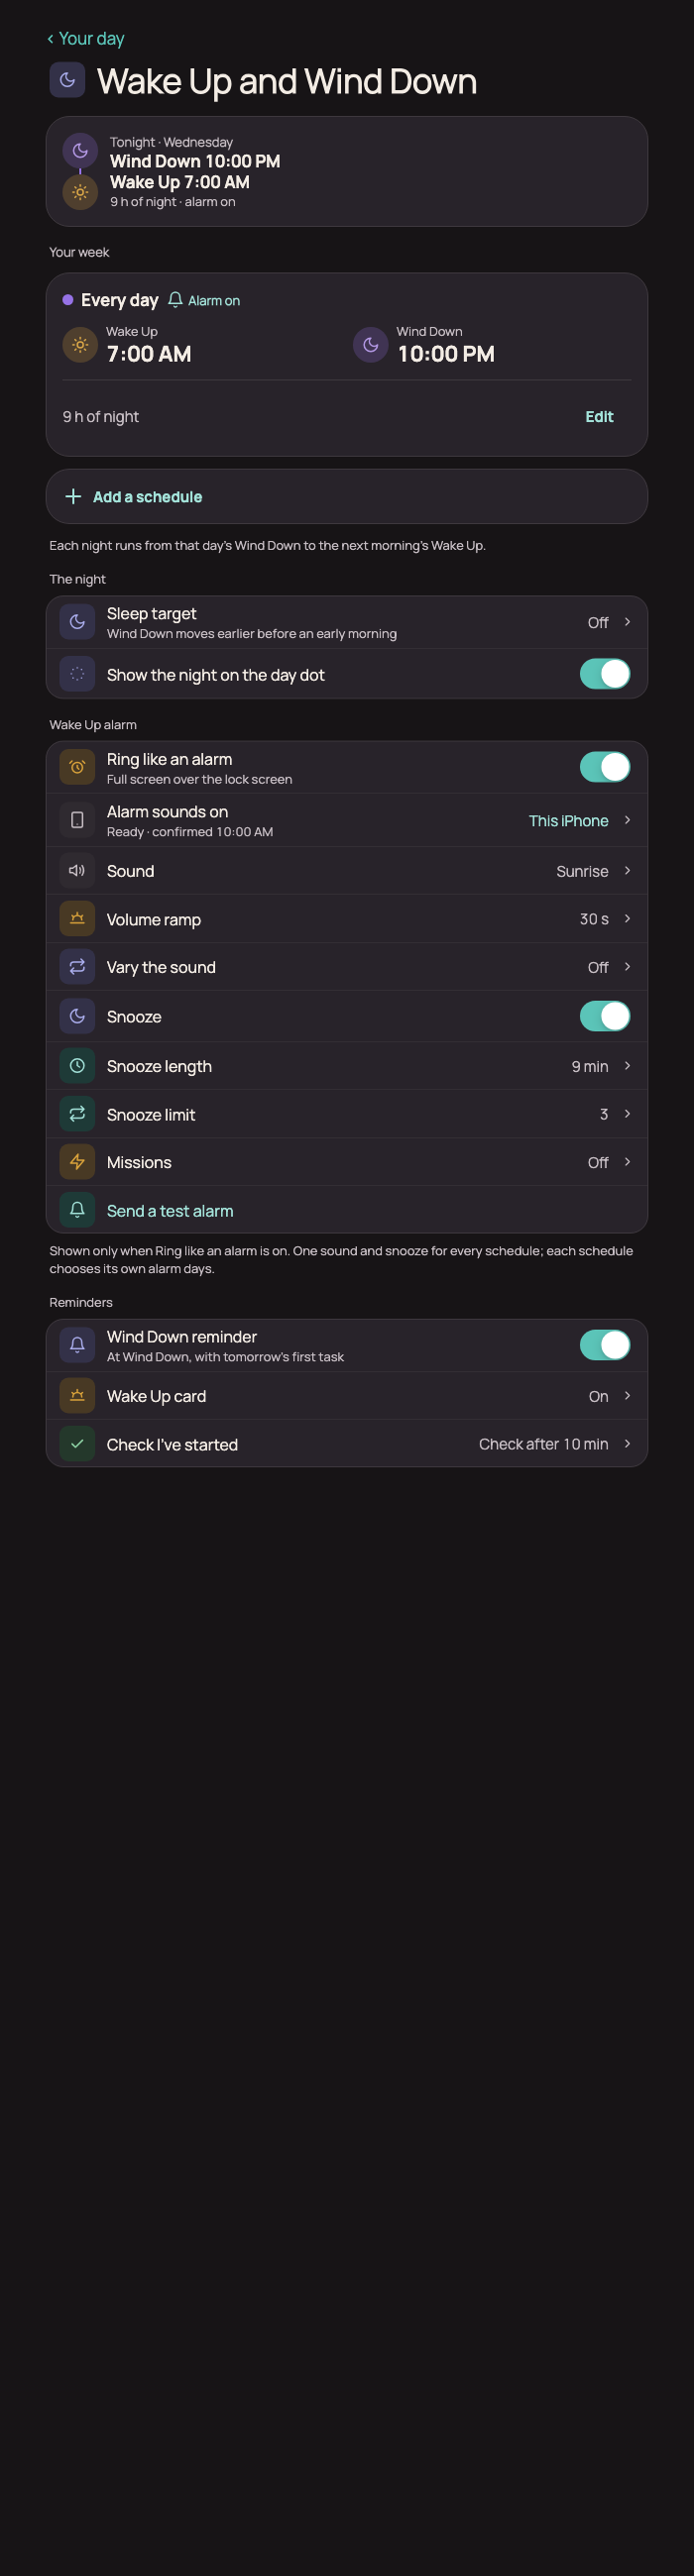 ‹ Your day
Wake Up and Wind Down
Tonight · Wednesday
Wind Down 10:00 PM
Wake Up 7:00 AM
9 h of night · alarm on
Your week
Every day Alarm on
Wake Up
7:00 AM
Wind Down
10:00 PM
9 h of night
Edit
Add a schedule
Each night runs from that day's Wind Down to the next morning's Wake Up.
The night
Sleep target
Wind Down moves earlier before an early morning
Off
Show the night on the day dot
Wake Up alarm
Ring like an alarm
Full screen over the lock screen
Alarm sounds on
Ready · confirmed 10:00 AM
This iPhone
Sound
Sunrise
Volume ramp
30 s
Vary the sound
Off
Snooze
Snooze length
9 min
Snooze limit
3
Missions
Off
Send a test alarm
Shown only when Ring like an alarm is on. One sound and snooze for every schedule; each schedule
chooses its own alarm days.
Reminders
Wind Down reminder
At Wind Down, with tomorrow's first task
Wake Up card
On
Check I've started
Check after 10 min